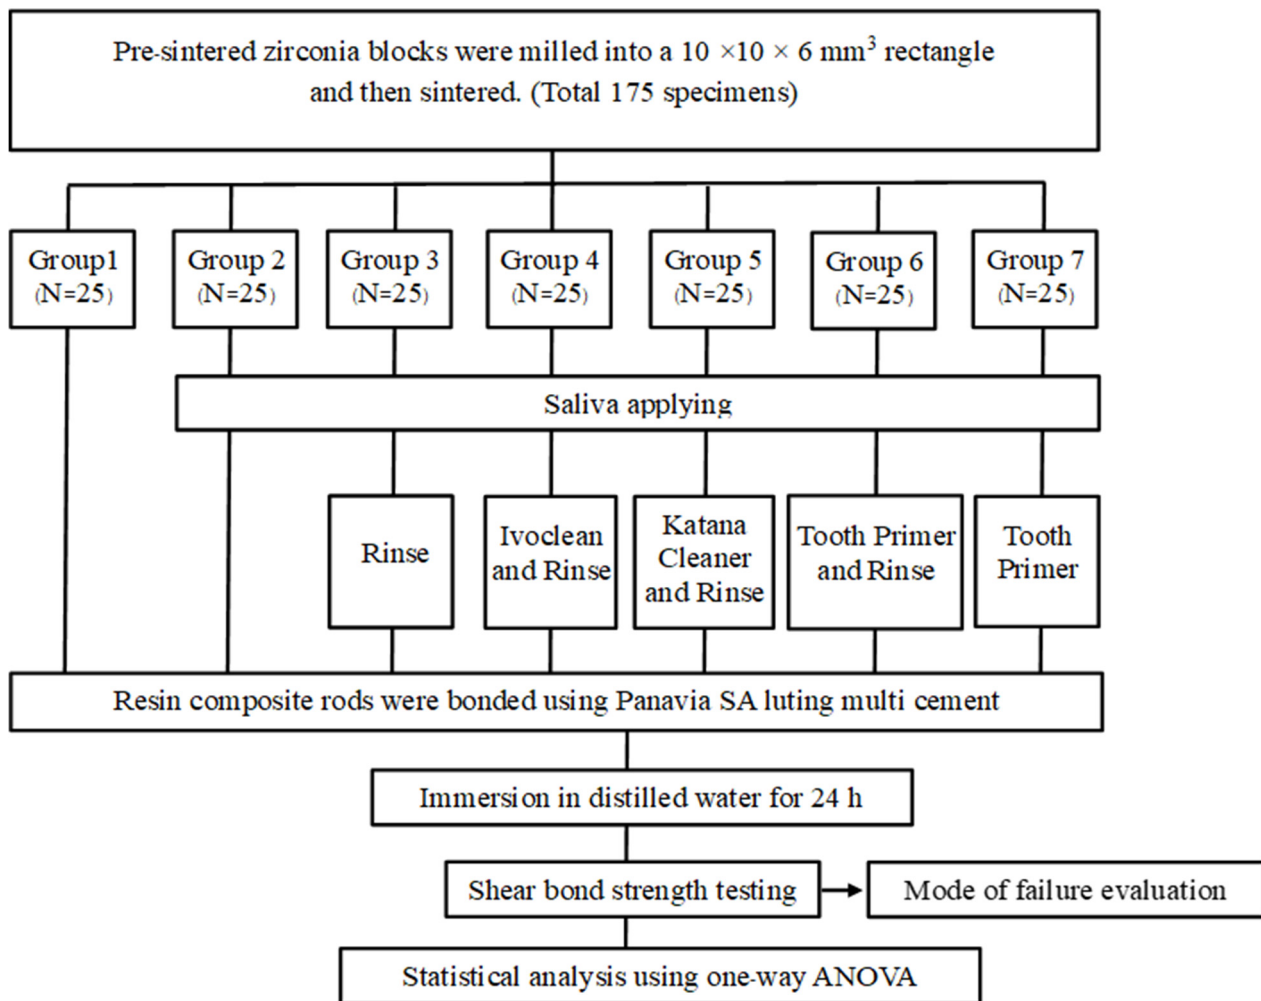 Pre-sintered zirconia blocks were milled into a 10 ×10 × 6 mm³ rectangle
and then sintered. (Total 175 specimens)
Group1
(N=25)
Group 2
(N=25)
Group 3
(N=25)
Group 4
(N=25)
Group 5
(N=25)
Group 6
(N=25)
Group 7
(N=25)
Saliva applying
Rinse
Ivoclean
and Rinse
Katana
Cleaner
and Rinse
Tooth Primer
and Rinse
Tooth
Primer
Resin composite rods were bonded using Panavia SA luting multi cement
Immersion in distilled water for 24 h
Shear bond strength testing
Mode of failure evaluation
Statistical analysis using one-way ANOVA